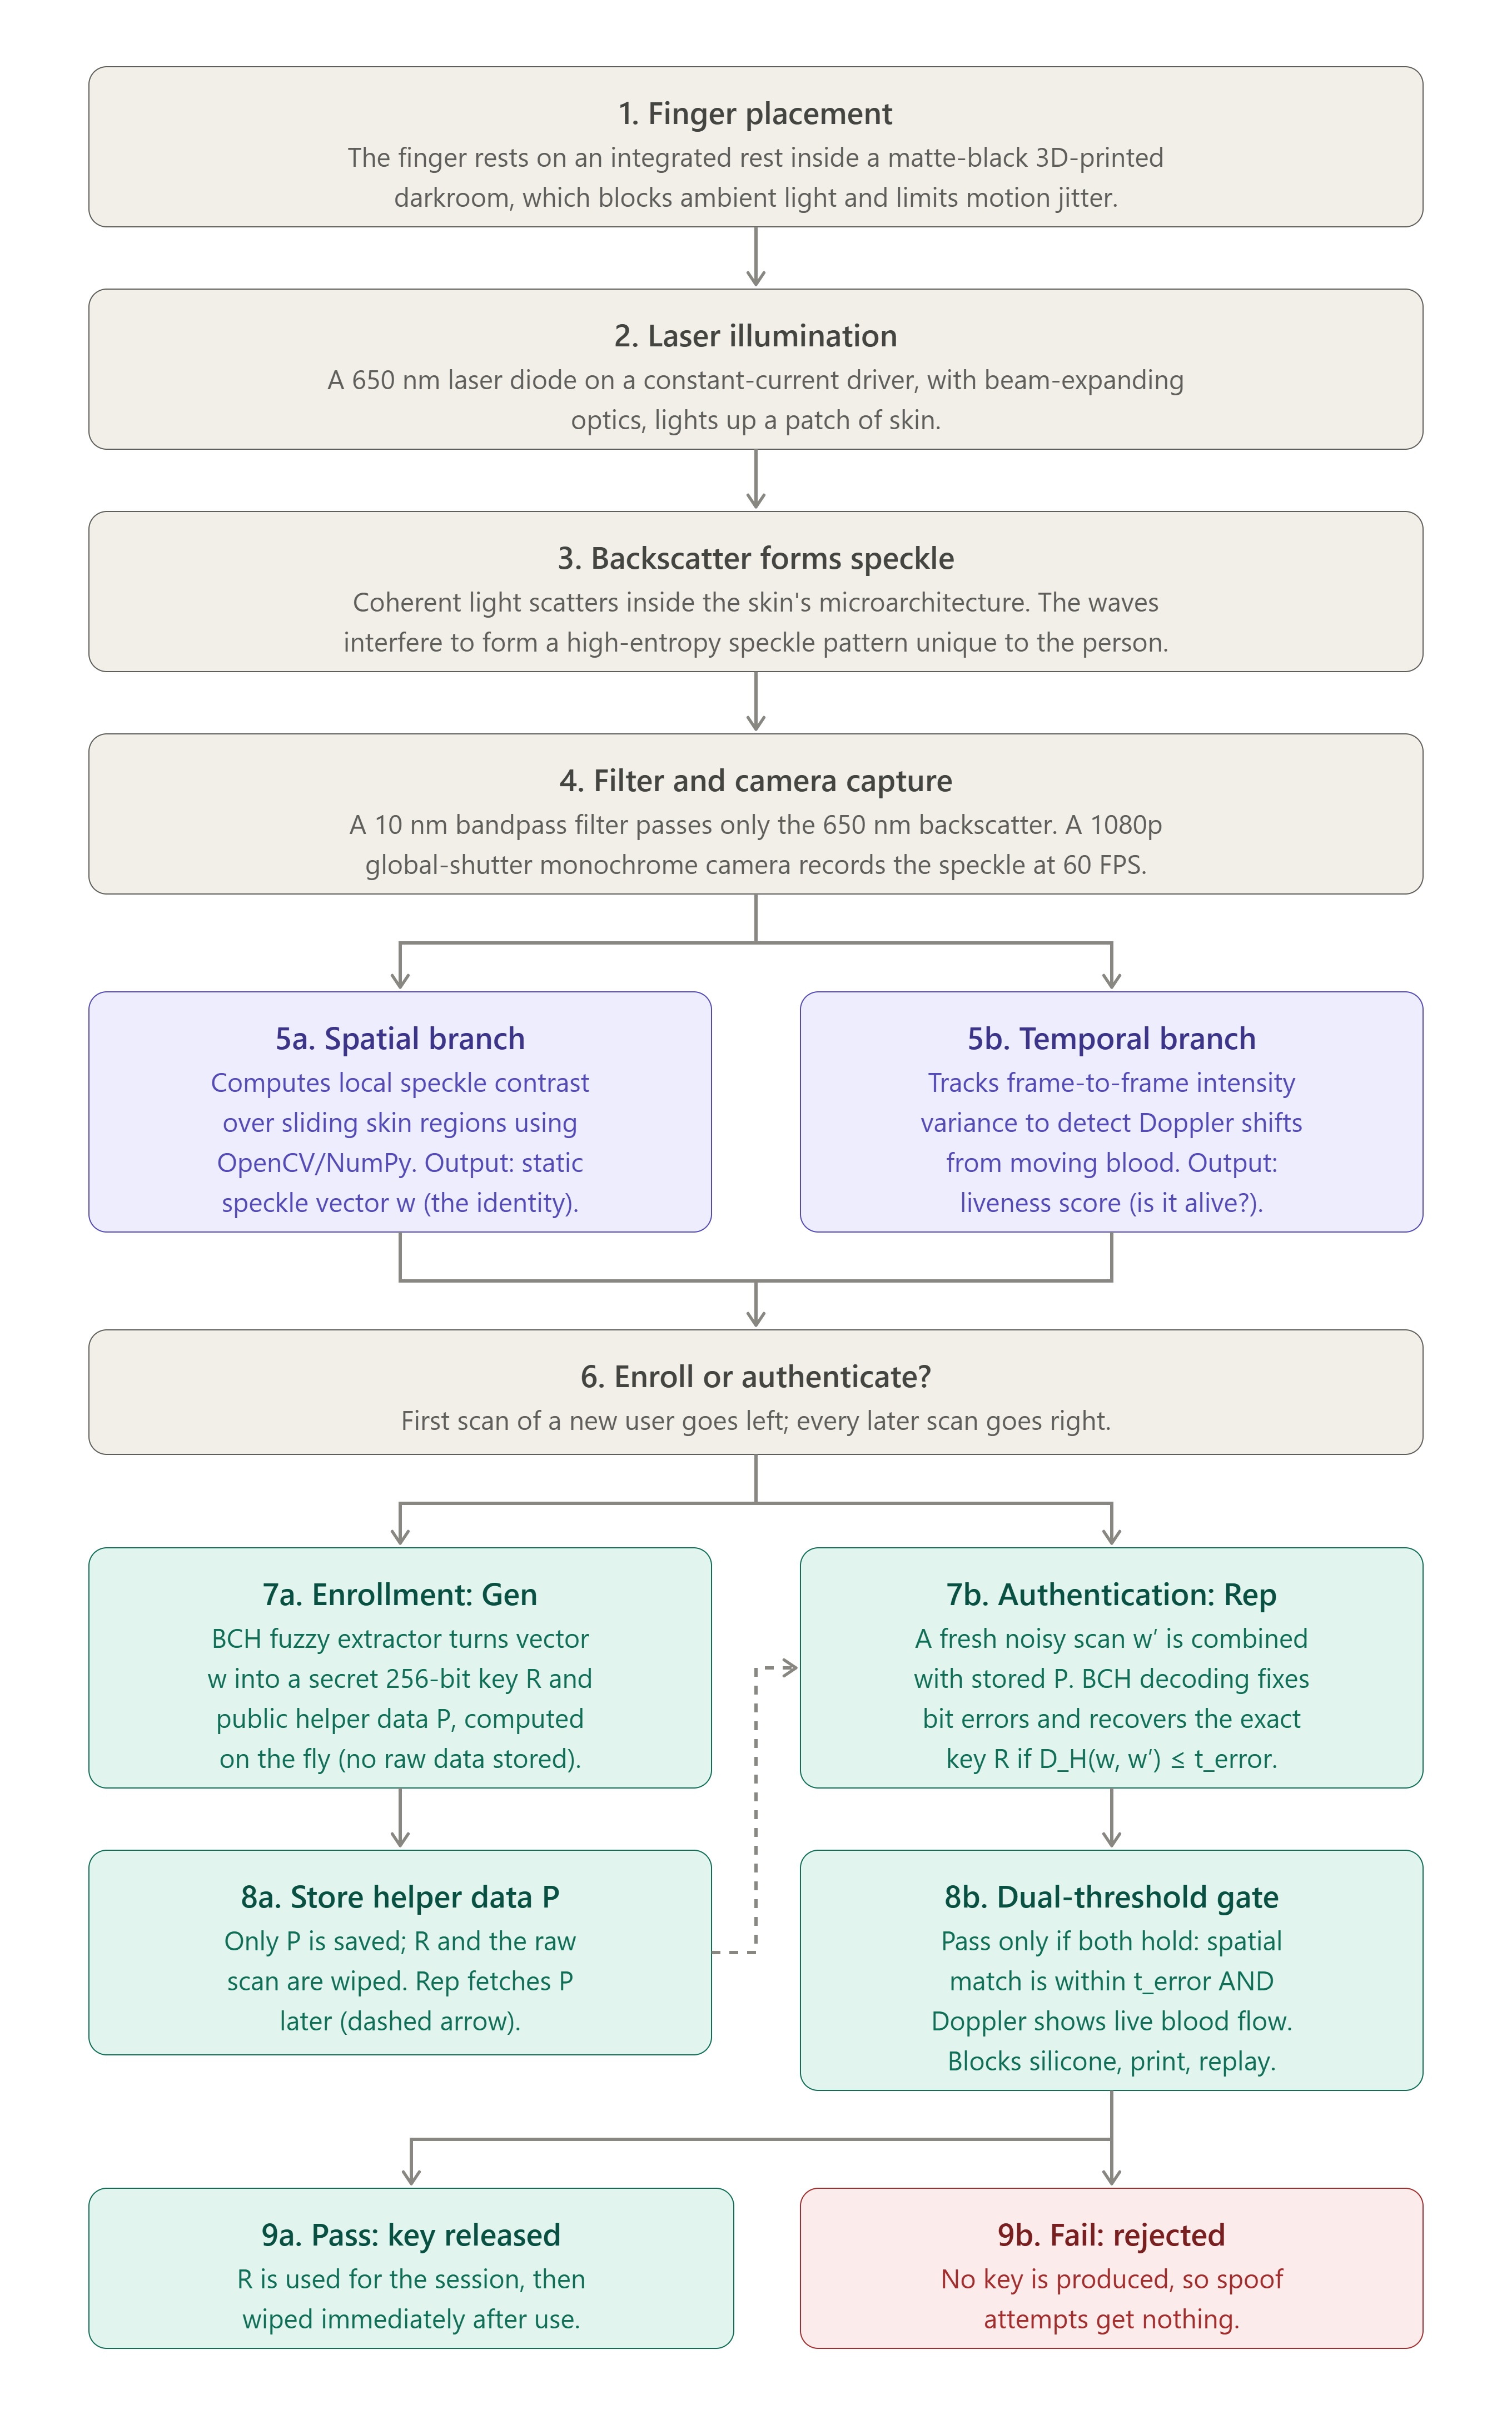 1. Finger placement
The finger rests on an integrated rest inside a matte-black 3D-printed
darkroom, which blocks ambient light and limits motion jitter.
2. Laser illumination
A 650 nm laser diode on a constant-current driver, with beam-expanding
optics, lights up a patch of skin.
3. Backscatter forms speckle
Coherent light scatters inside the skin's microarchitecture. The waves
interfere to form a high-entropy speckle pattern unique to the person.
4. Filter and camera capture
A 10 nm bandpass filter passes only the 650 nm backscatter. A 1080p
global-shutter monochrome camera records the speckle at 60 FPS.
5a. Spatial branch
Computes local speckle contrast
over sliding skin regions using
OpenCV/NumPy. Output: static
speckle vector w (the identity).
5b. Temporal branch
Tracks frame-to-frame intensity
variance to detect Doppler shifts
from moving blood. Output:
liveness score (is it alive?).
6. Enroll or authenticate?
First scan of a new user goes left; every later scan goes right.
7a. Enrollment: Gen
BCH fuzzy extractor turns vector
w into a secret 256-bit key R and
public helper data P, computed
on the fly (no raw data stored).
7b. Authentication: Rep
A fresh noisy scan w′ is combined
with stored P. BCH decoding fixes
bit errors and recovers the exact
key R if D_H(w, w′) ≤ t_error.
8a. Store helper data P
Only P is saved; R and the raw
scan are wiped. Rep fetches P
later (dashed arrow).
8b. Dual-threshold gate
Pass only if both hold: spatial
match is within t_error AND
Doppler shows live blood flow.
Blocks silicone, print, replay.
9a. Pass: key released
R is used for the session, then
wiped immediately after use.
9b. Fail: rejected
No key is produced, so spoof
attempts get nothing.